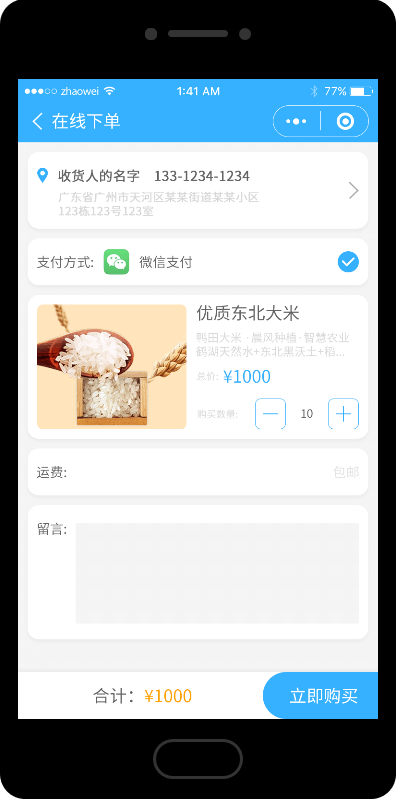 zhaowei 1:41 AM 77%
在线下单
收货人的名字 133-1234-1234
广东省广州市天河区某某街道某某小区
123栋123号123室
支付方式: 微信支付
优质东北大米
鸭田大米·晨风种植·智慧农业
鹤湖天然水+东北黑沃土+稻...
总价: ¥1000
购买数量: 10
运费: 包邮
留言:
合计: ¥1000
立即购买